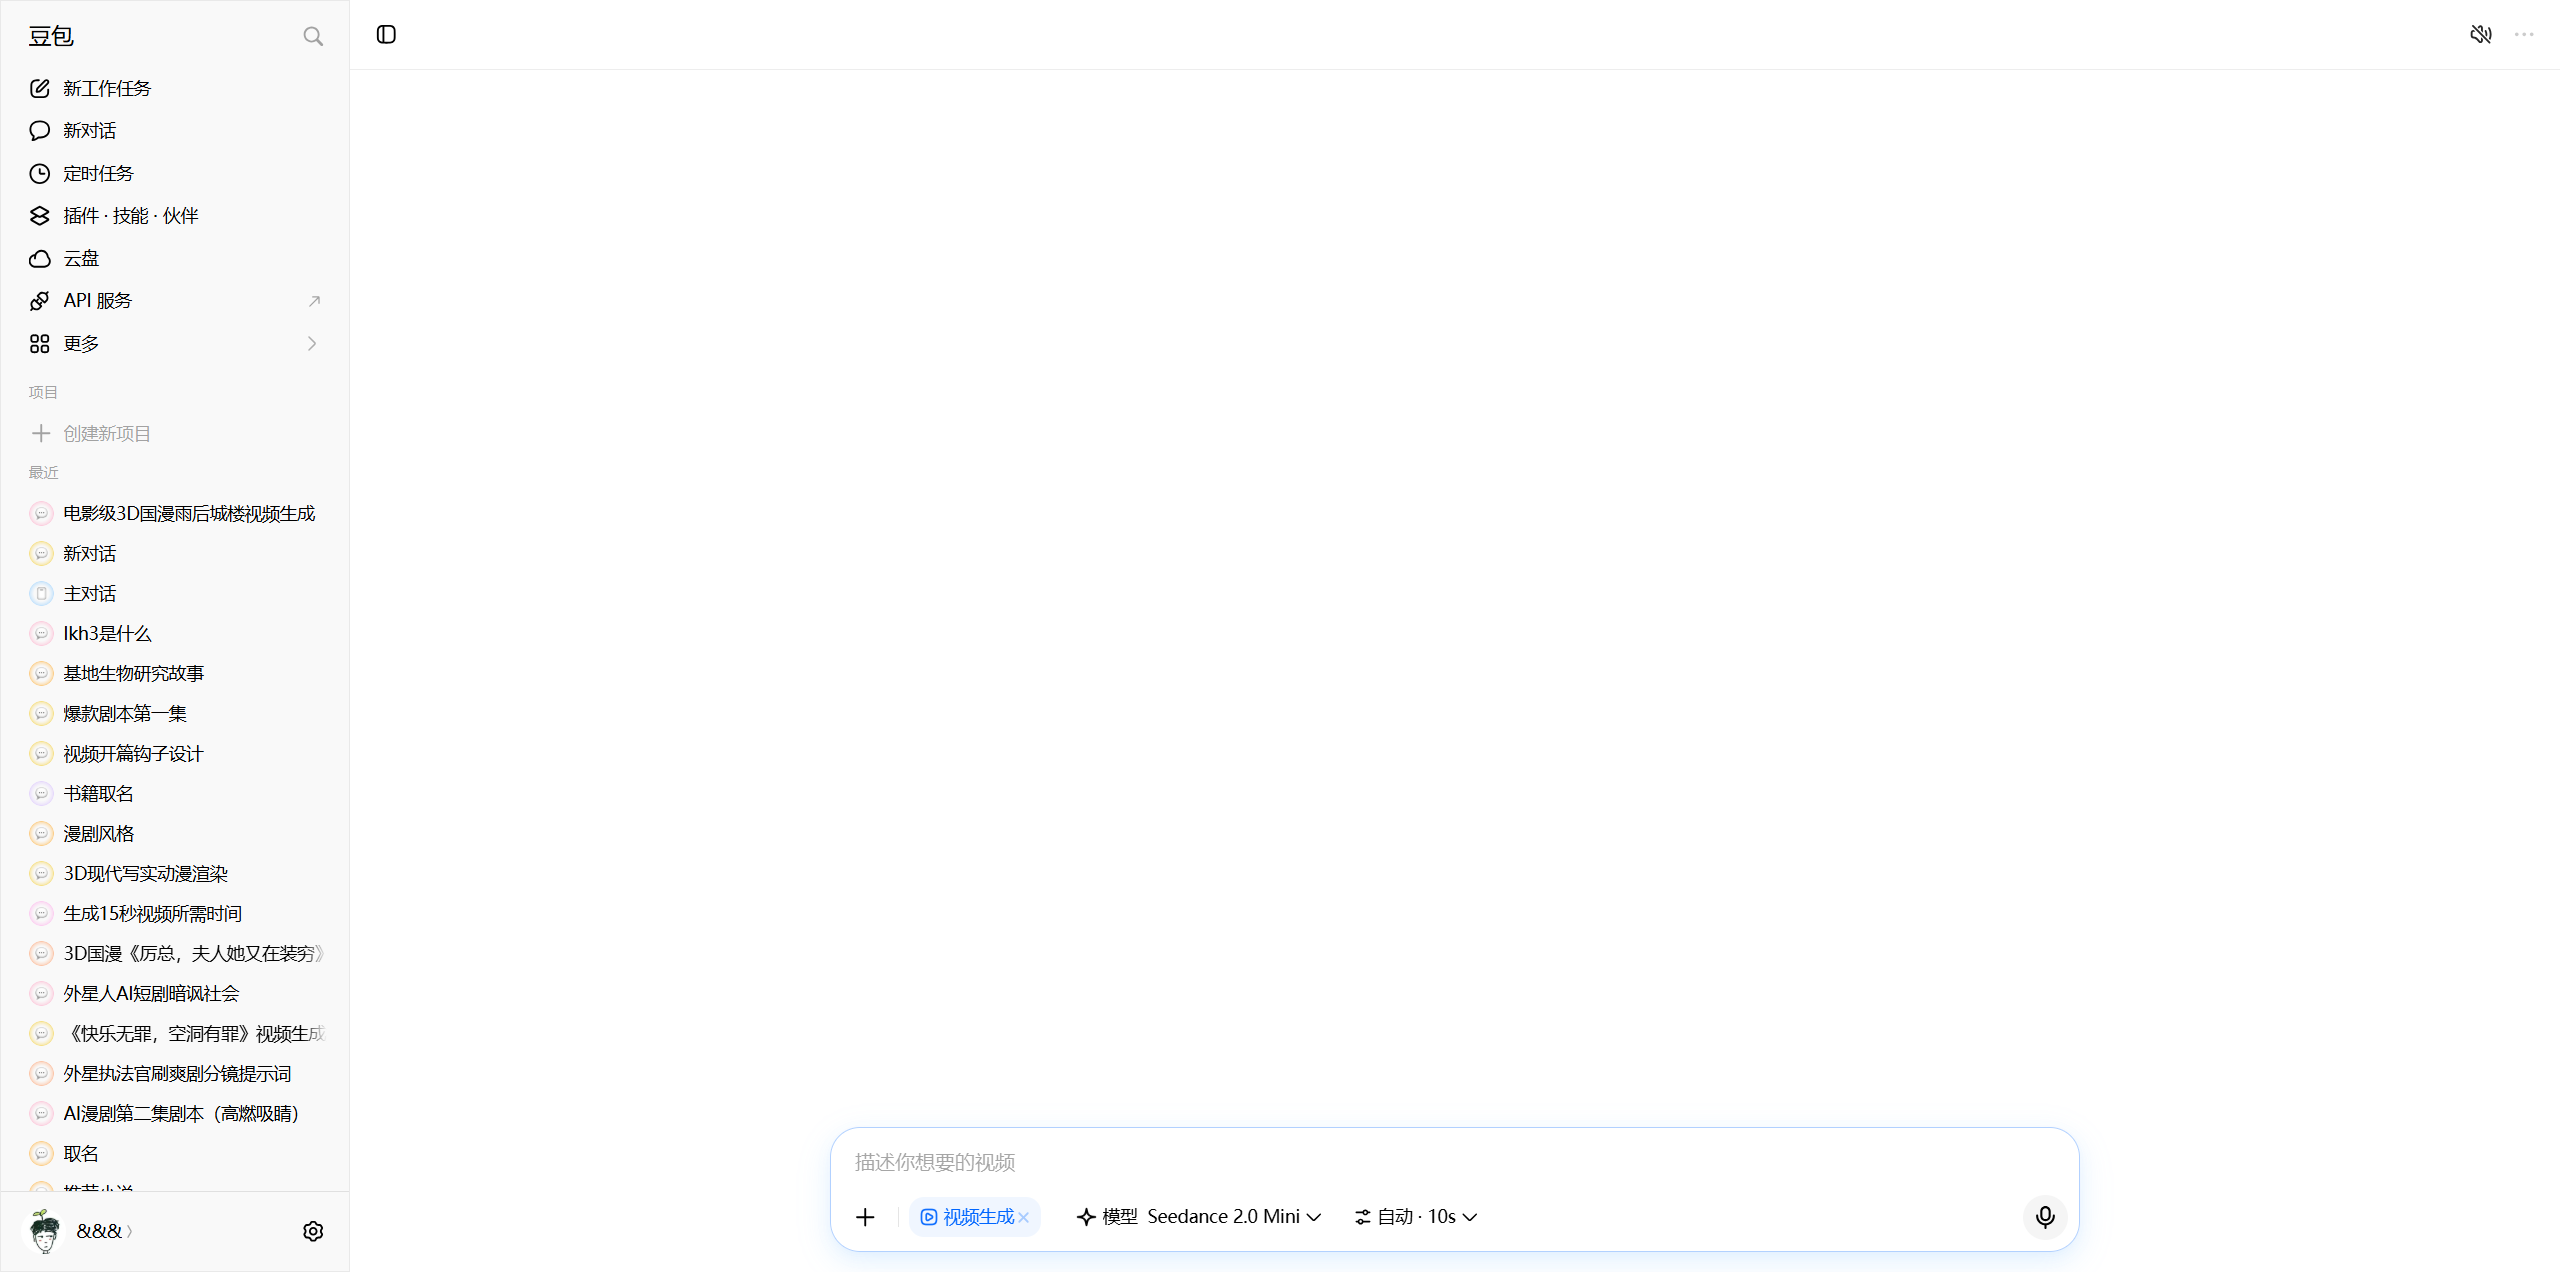 豆包
新工作任务
新对话
定时任务
插件 · 技能 · 伙伴
云盘
API 服务
更多
项目
创建新项目
最近
电影级3D国漫雨后城楼视频生成
新对话
主对话
lkh3是什么
基地生物研究故事
爆款剧本第一集
视频开篇钩子设计
书籍取名
漫剧风格
3D现代写实动漫渲染
生成15秒视频所需时间
3D国漫《厉总，夫人她又在装穷》
外星人AI短剧暗讽社会
《快乐无罪，空洞有罪》视频生成
外星执法官刷爽剧分镜提示词
AI漫剧第二集剧本（高燃吸睛）
取名
&&&
描述你想要的视频
视频生成
模型 Seedance 2.0 Mini
自动 · 10s